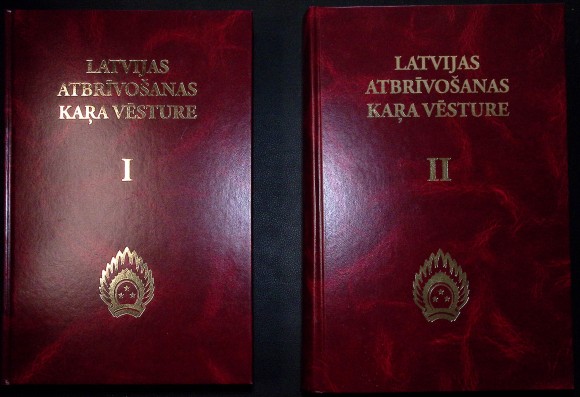 LATVIJAS
ATBRĪVOŠANAS
KAŖA VĒSTURE
I
LATVIJAS
ATBRĪVOŠANAS
KAŖA VĒSTURE
II